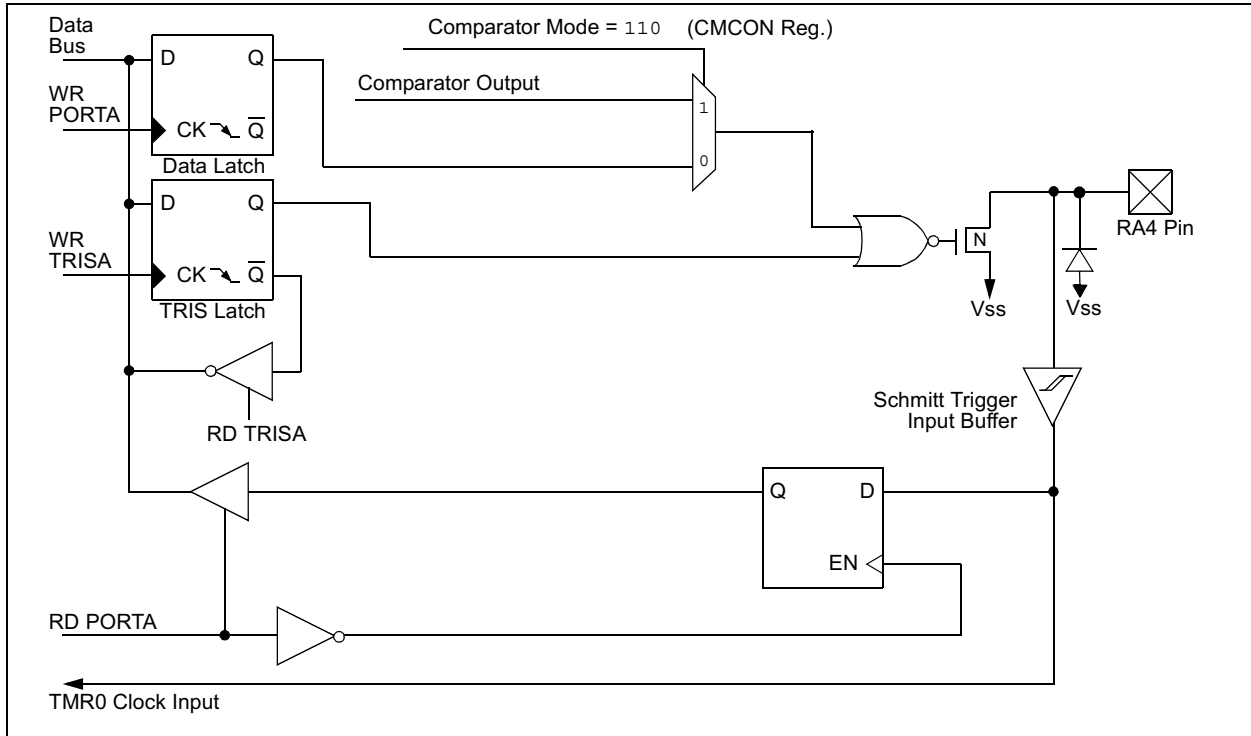 Data
Bus
Comparator Mode = 110 (CMCON Reg.)
D Q
Comparator Output
WR
PORTA
1
CK Q̅
Data Latch
0
D Q
RA4 Pin
WR
TRISA
N
CK Q̅
TRIS Latch
Vss
Vss
Schmitt Trigger
Input Buffer
RD TRISA
Q D
EN
RD PORTA
TMR0 Clock Input